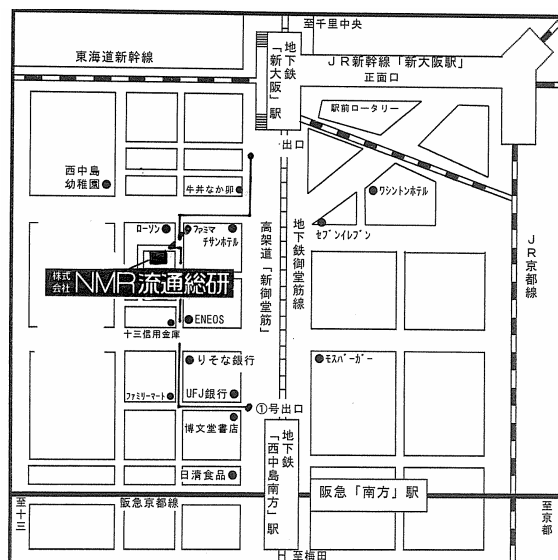 至千里中央
東海道新幹線
地下鉄
「新大阪」駅
JR新幹線「新大阪駅」
正面口
駅前ロータリー
出口
西中島
幼稚園
牛丼なか卯
ワシントンホテル
ローソン
ファミマ
チサンホテル
セブンイレブン
高架道「新御堂筋」
地下鉄御堂筋線
JR京都線
株式
会社
NMR流通総研
ENEOS
十三信用金庫
りそな銀行
モスバーガー
ファミリーマート
UFJ銀行
①号出口
博文堂書店
地下鉄
「西中島南方」駅
日清食品
阪急「南方」駅
至十三
阪急京都線
至京都
至梅田